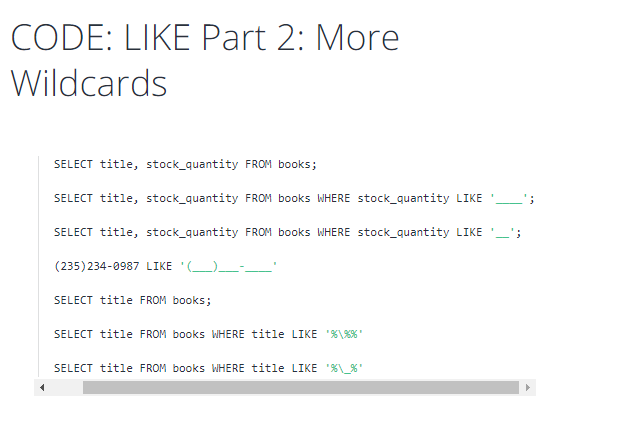 CODE: LIKE Part 2: More
Wildcards
SELECT title, stock_quantity FROM books;
SELECT title, stock_quantity FROM books WHERE stock_quantity LIKE '____';
SELECT title, stock_quantity FROM books WHERE stock_quantity LIKE '__';
(235)234-0987 LIKE '(___)___-____'
SELECT title FROM books;
SELECT title FROM books WHERE title LIKE '%\%%'
SELECT title FROM books WHERE title LIKE '%\_%'